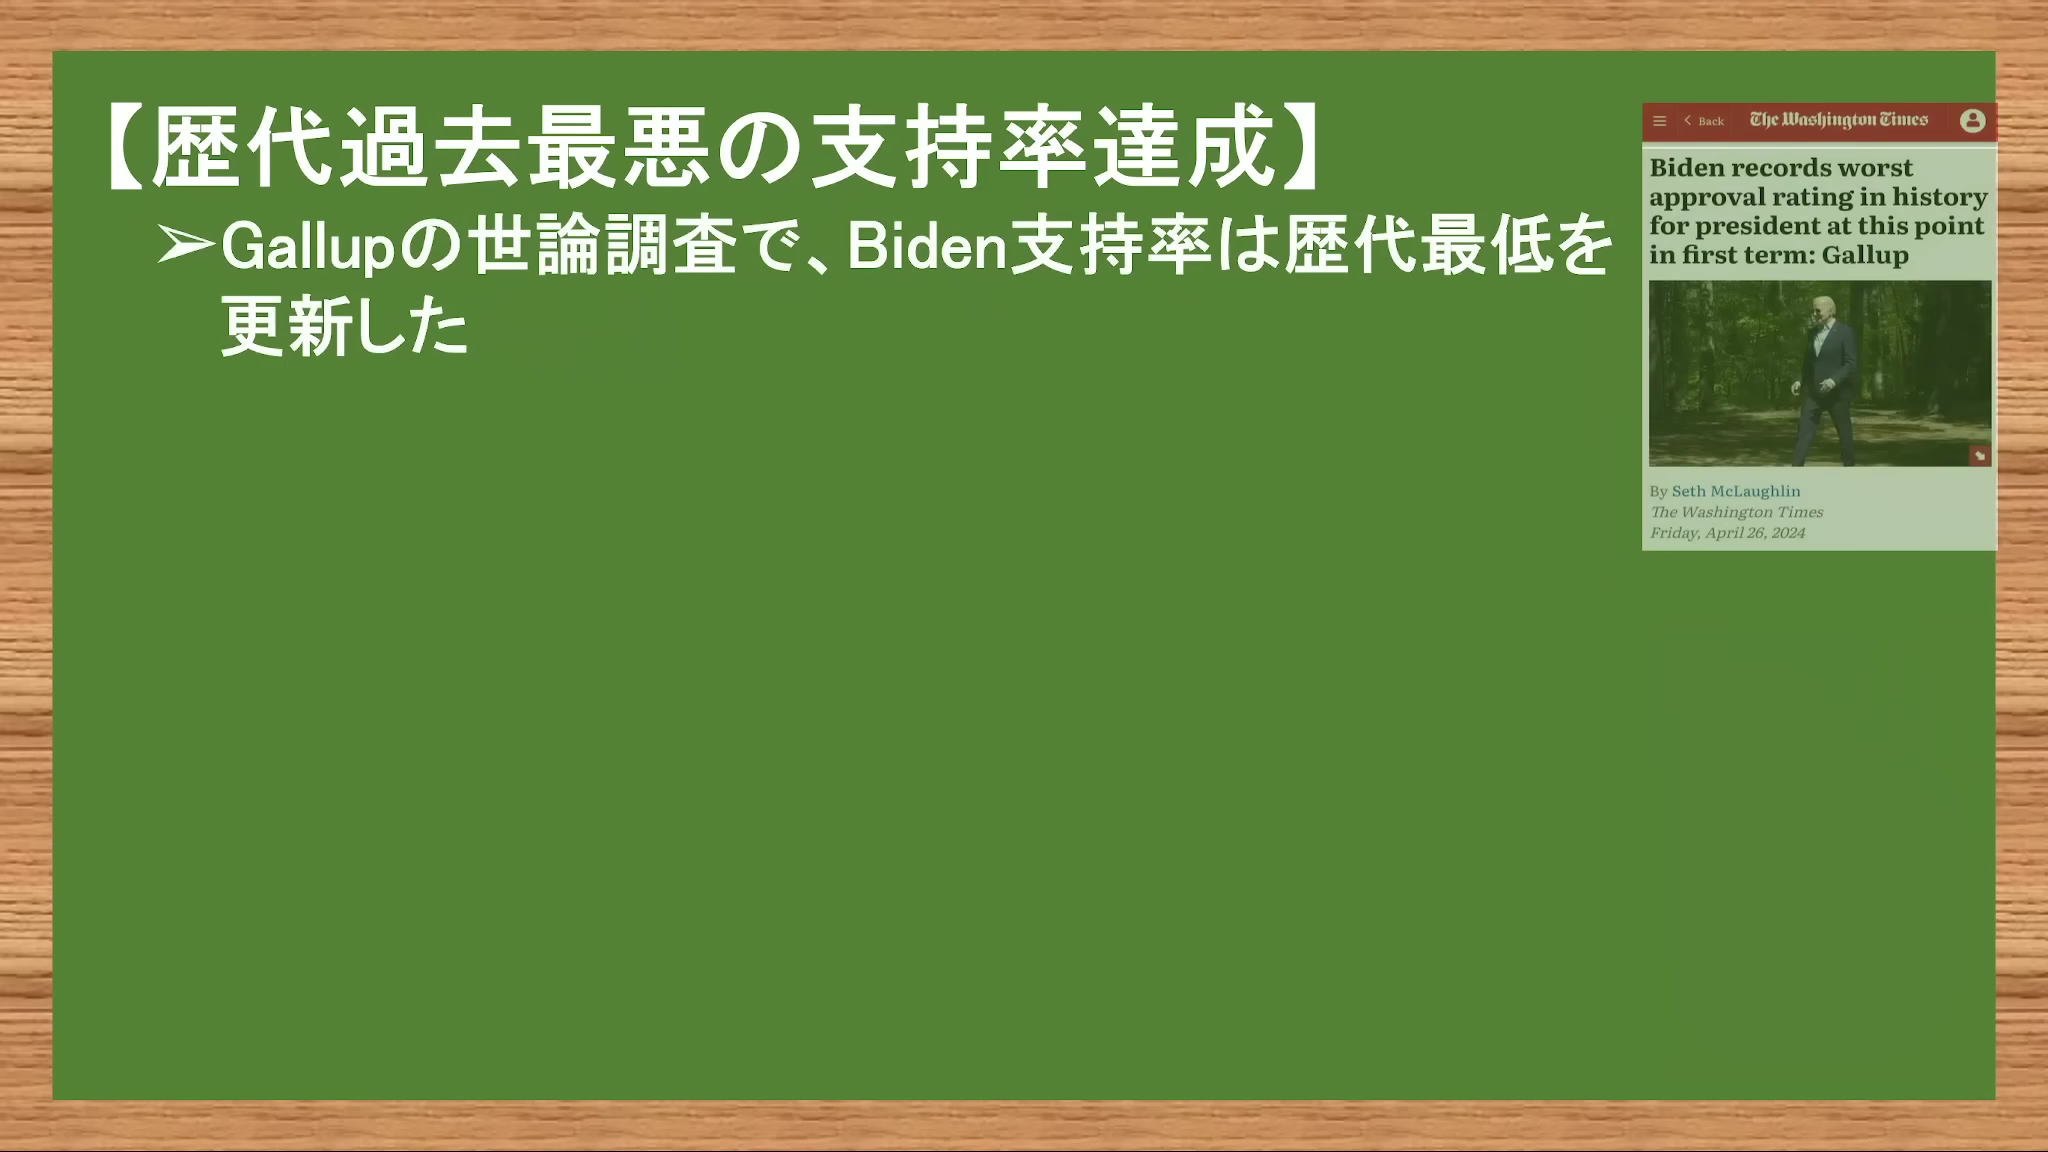 【歴代過去最悪の支持率達成】
➢Gallupの世論調査で、Biden支持率は歴代最低を
更新した
Back
The Washington Times
Biden records worst
approval rating in history
for president at this point
in first term: Gallup
By Seth McLaughlin
The Washington Times
Friday, April 26, 2024